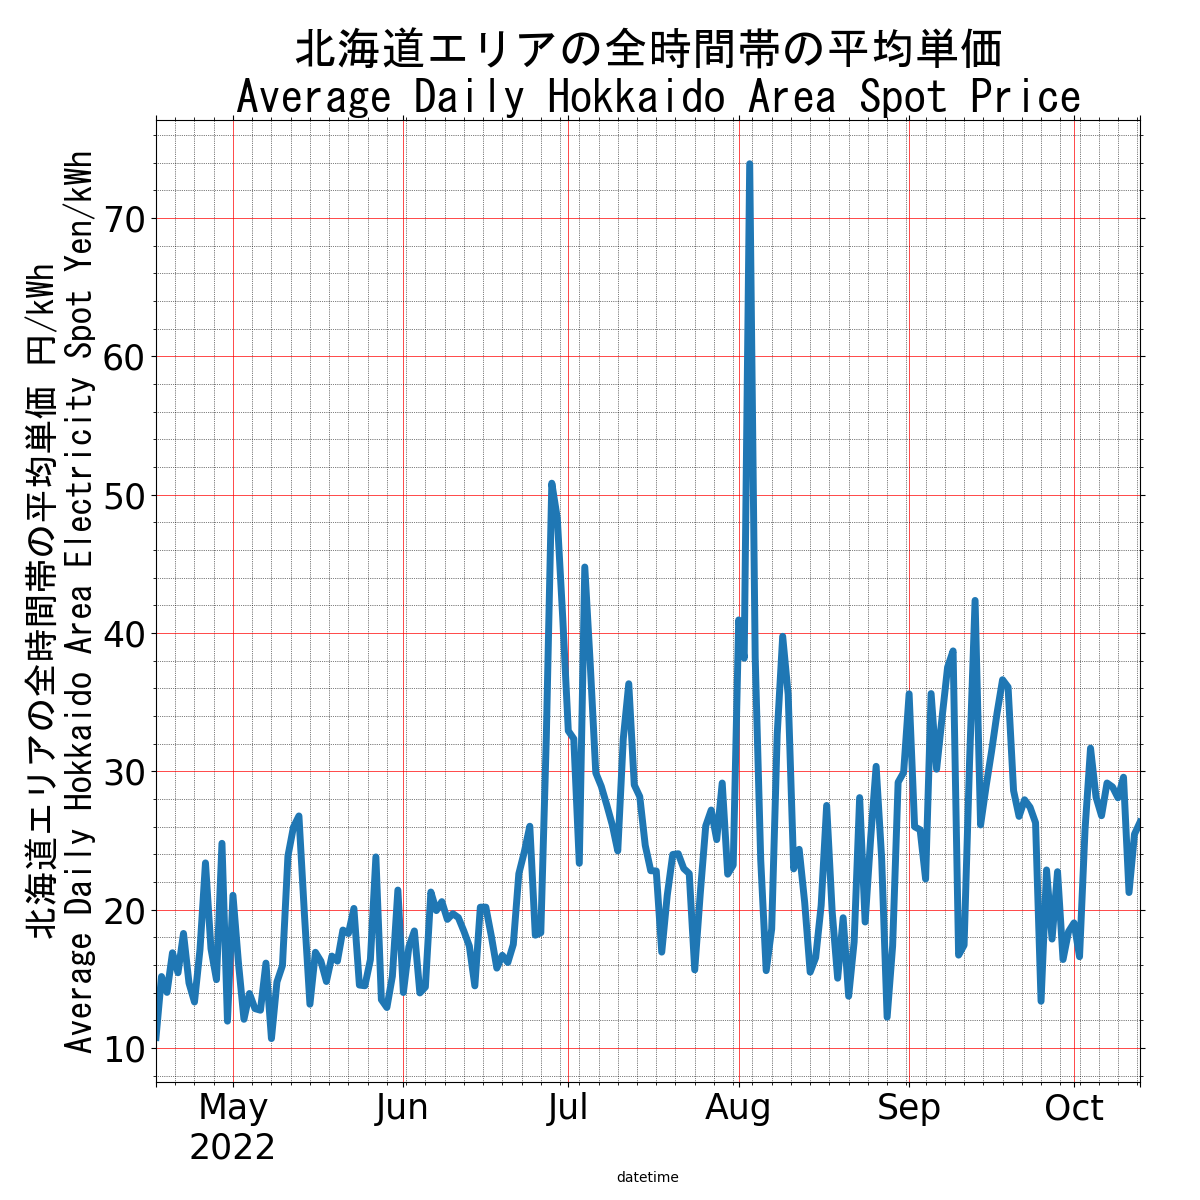 北海道エリアの全時間帯の平均単価
Average Daily Hokkaido Area Spot Price
北海道エリアの全時間帯の平均単価 円/kWh
Average Daily Hokkaido Area Electricity Spot Yen/kWh
70
60
50
40
30
20
10
May Jun Jul Aug Sep Oct
2022
datetime